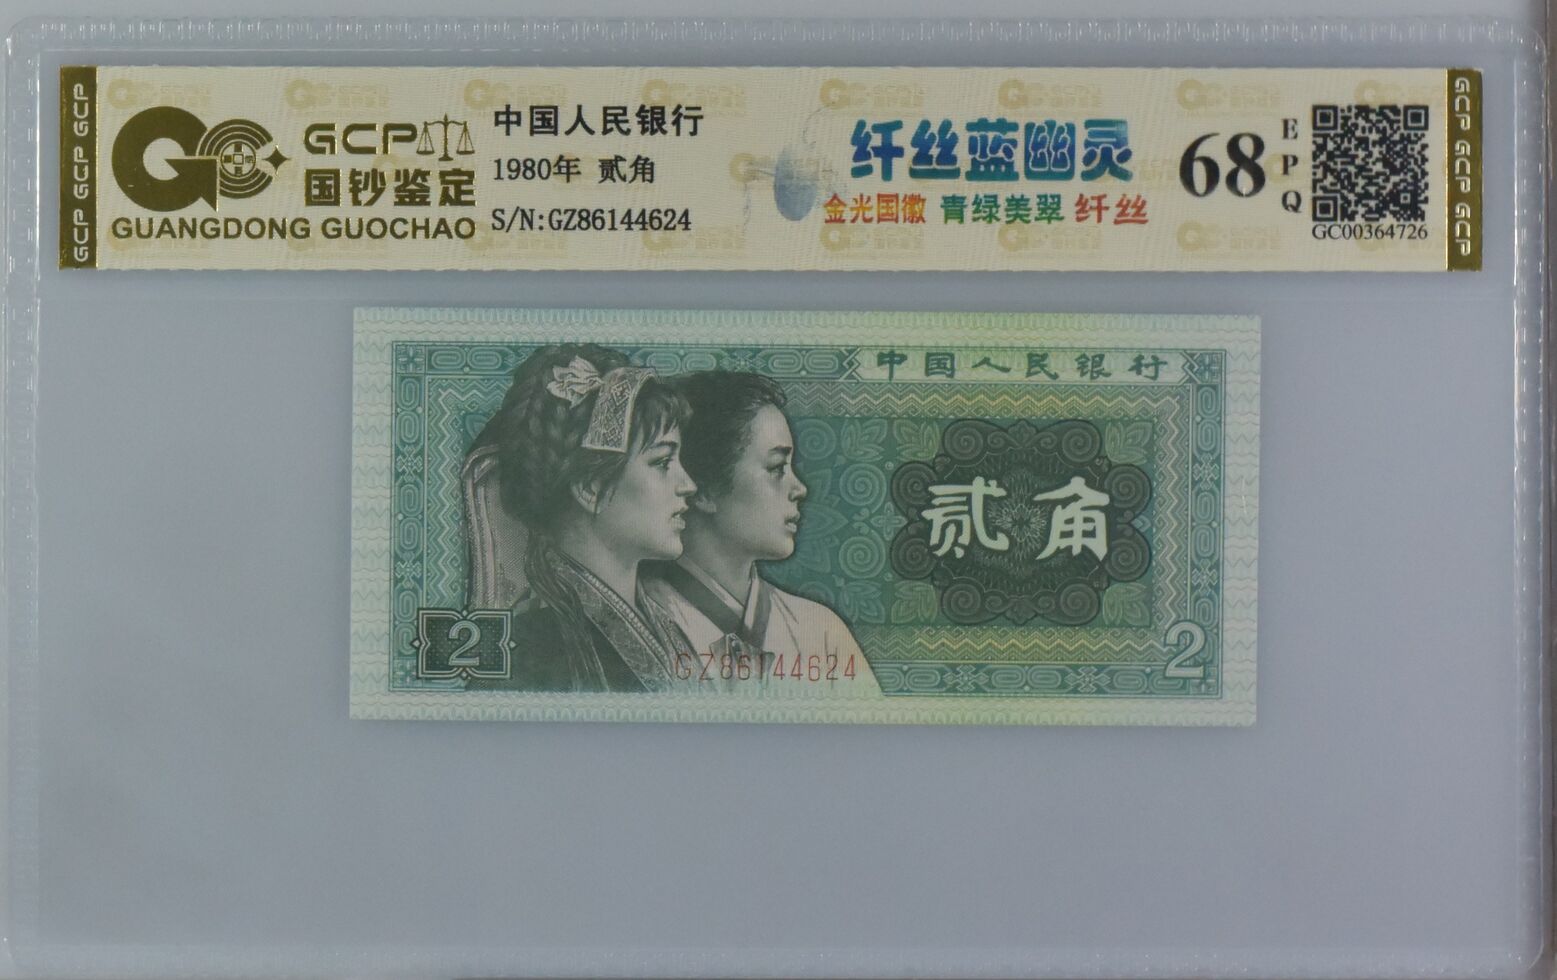 GCP GCP GCP
GCP
国钞鉴定
GUANGDONG GUOCHAO
中国人民银行
1980年 贰角
S/N:GZ86144624
纤丝蓝幽灵
金光国徽 青绿美翠 纤丝
68
EPQ
GC00364726
GCP GCP GCP
中国人民银行
贰角
2
GZ86144624
2